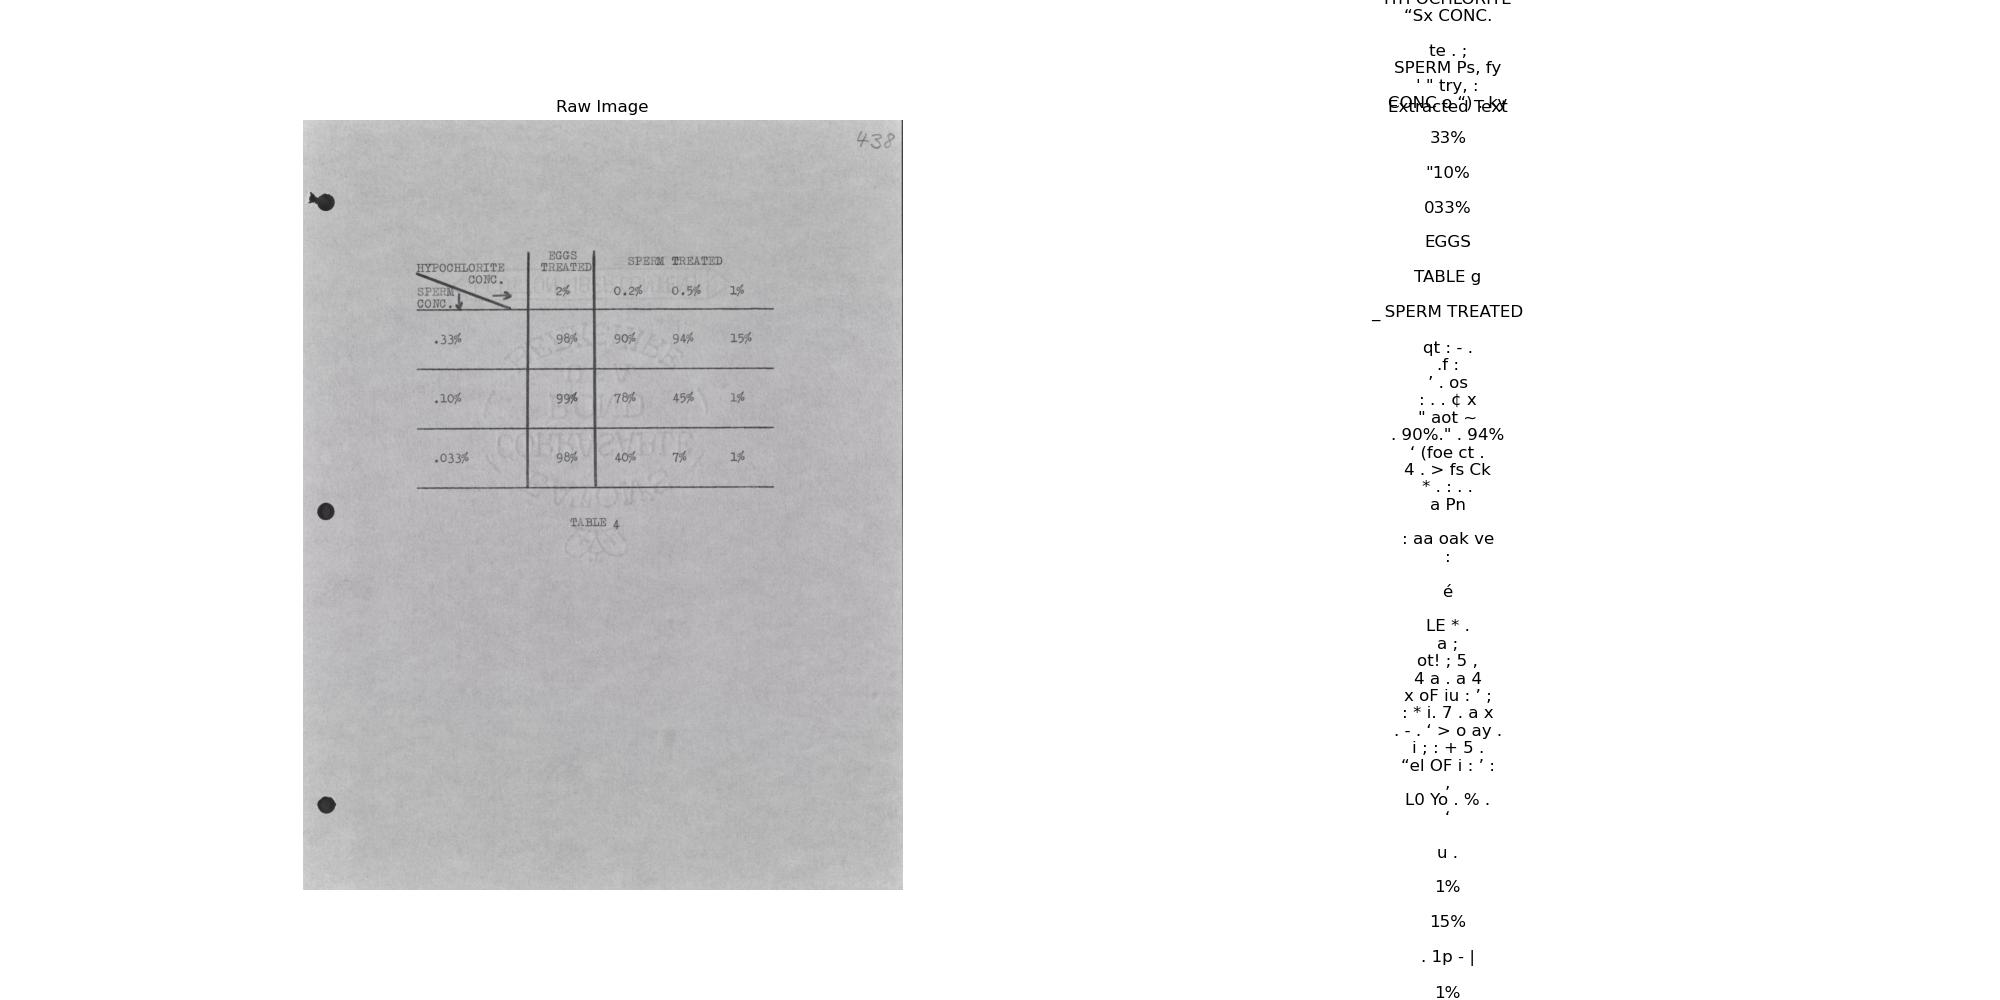 Raw Image
438
HYPOCHLORITE CONC.
SPERM CONC.
EGGS TREATED
SPERM TREATED
2% 0.2% 0.5% 1%
.33% 98% 90% 94% 15%
.10% 99% 78% 45% 1%
.033% 98% 40% 7% 1%
TABLE 4
“Sx CONC.
te . ;
SPERM Ps, fy
' " try, :
Extracted Text
33%
"10%
033%
EGGS
TABLE g
_ SPERM TREATED
qt : - .
.f :
’ . os
: . . ¢ x
" aot ~
. 90%." . 94%
‘ (foe ct .
4 . > fs Ck
* . : . .
a Pn
: aa oak ve
:
é
LE * .
a ;
ot! ; 5 ,
4 a . a 4
x oF iu : ’ ;
: * i. 7 . a x
. - . ‘ > o ay .
i ; : + 5 .
“el OF i : ’ :
,
L0 Yo . % .
‘
u .
1%
15%
. 1p - |
1%